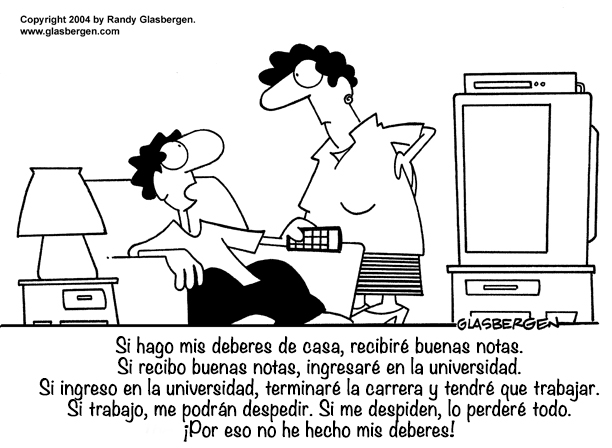 Copyright 2004 by Randy Glasbergen.
www.glasbergen.com
GLASBERGEN
Si hago mis deberes de casa, recibiré buenas notas.
Si recibo buenas notas, ingresaré en la universidad.
Si ingreso en la universidad, terminaré la carrera y tendré que trabajar.
Si trabajo, me podrán despedir. Si me despiden, lo perderé todo.
¡Por eso no he hecho mis deberes!